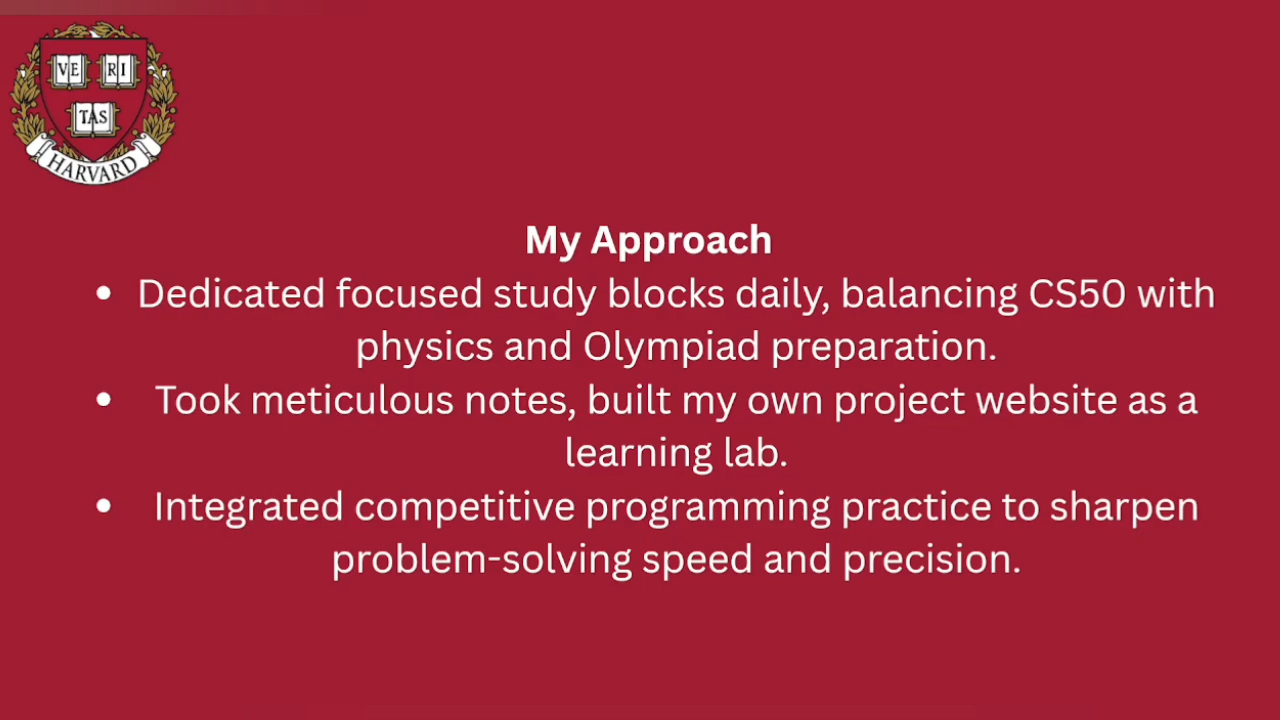 VE RI
TAS
HARVARD
My Approach
• Dedicated focused study blocks daily, balancing CS50 with
physics and Olympiad preparation.
• Took meticulous notes, built my own project website as a
learning lab.
• Integrated competitive programming practice to sharpen
problem-solving speed and precision.